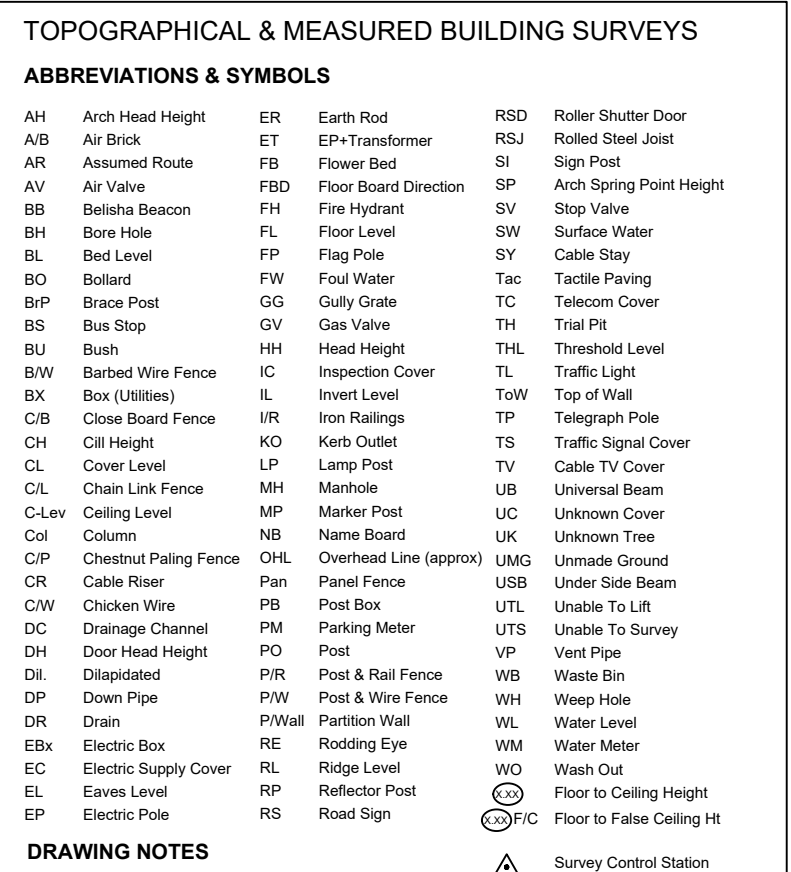 TOPOGRAPHICAL & MEASURED BUILDING SURVEYS
ABBREVIATIONS & SYMBOLS
AH Arch Head Height
A/B Air Brick
AR Assumed Route
AV Air Valve
BB Belisha Beacon
BH Bore Hole
BL Bed Level
BO Bollard
BrP Brace Post
BS Bus Stop
BU Bush
B/W Barbed Wire Fence
BX Box (Utilities)
C/B Close Board Fence
CH Cill Height
CL Cover Level
C/L Chain Link Fence
C-Lev Ceiling Level
Col Column
C/P Chestnut Paling Fence
CR Cable Riser
C/W Chicken Wire
DC Drainage Channel
DH Door Head Height
Dil. Dilapidated
DP Down Pipe
DR Drain
EBx Electric Box
EC Electric Supply Cover
EL Eaves Level
EP Electric Pole
ER Earth Rod
ET EP+Transformer
FB Flower Bed
FBD Floor Board Direction
FH Fire Hydrant
FL Floor Level
FP Flag Pole
FW Foul Water
GG Gully Grate
GV Gas Valve
HH Head Height
IC Inspection Cover
IL Invert Level
I/R Iron Railings
KO Kerb Outlet
LP Lamp Post
MH Manhole
MP Marker Post
NB Name Board
OHL Overhead Line (approx)
Pan Panel Fence
PB Post Box
PM Parking Meter
PO Post
P/R Post & Rail Fence
P/W Post & Wire Fence
P/Wall Partition Wall
RE Rodding Eye
RL Ridge Level
RP Reflector Post
RS Road Sign
RSD Roller Shutter Door
RSJ Rolled Steel Joist
SI Sign Post
SP Arch Spring Point Height
SV Stop Valve
SW Surface Water
SY Cable Stay
Tac Tactile Paving
TC Telecom Cover
TH Trial Pit
THL Threshold Level
TL Traffic Light
ToW Top of Wall
TP Telegraph Pole
TS Traffic Signal Cover
TV Cable TV Cover
UB Universal Beam
UC Unknown Cover
UK Unknown Tree
UMG Unmade Ground
USB Under Side Beam
UTL Unable To Lift
UTS Unable To Survey
VP Vent Pipe
WB Waste Bin
WH Weep Hole
WL Water Level
WM Water Meter
WO Wash Out
x.xx Floor to Ceiling Height
x.xx F/C Floor to False Ceiling Ht
Survey Control Station
DRAWING NOTES